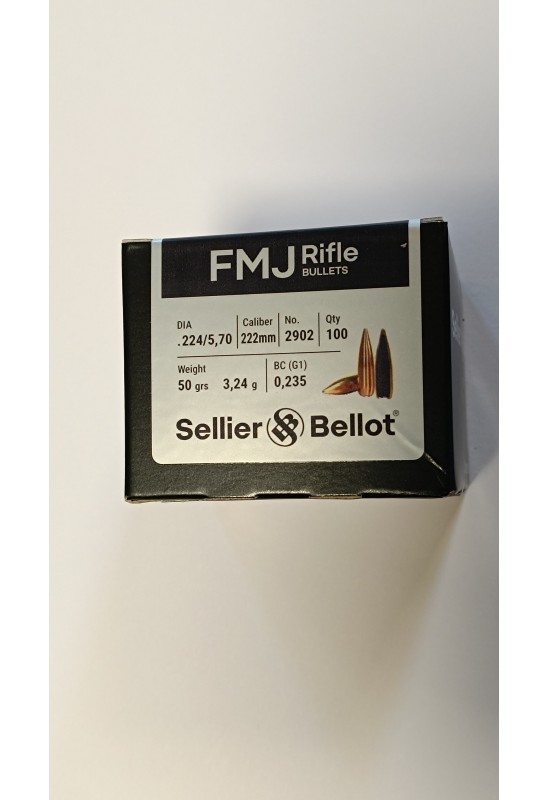 FMJ Rifle
BULLETS
DIA Caliber No. Qty
.224/5,70 222mm 2902 100
Weight BC (G1)
50 grs 3,24 g 0,235
Sellier Bellot®